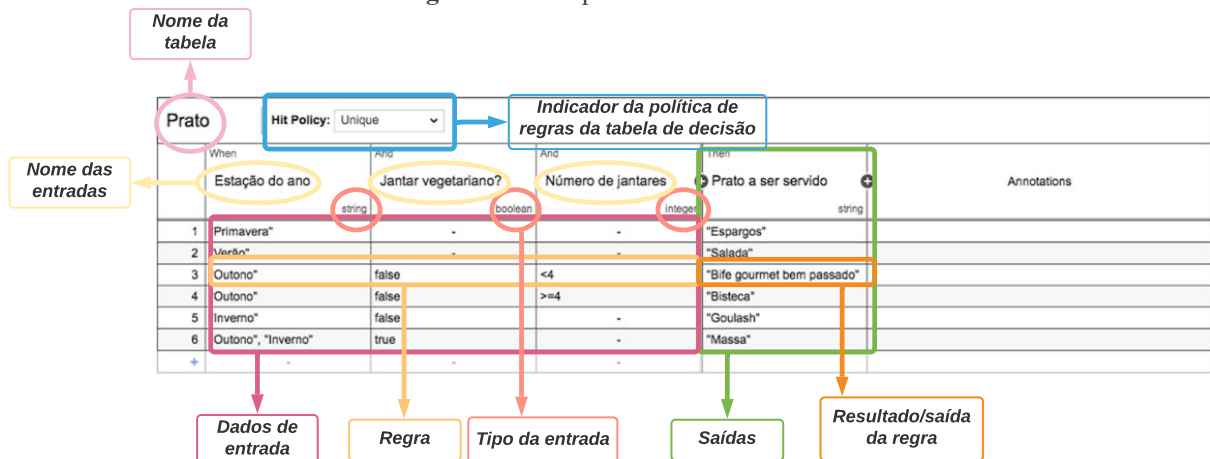 Nome da
tabela
Prato
Hit Policy: Unique
Indicador da política de
regras da tabela de decisão
Nome das
entradas
When
And
And
Then
Estação do ano
Jantar vegetariano?
Número de jantares
Prato a ser servido
Annotations
string
boolean
integer
string
1 Primavera" - - "Espargos"
2 Verão" - - "Salada"
3 Outono" false <4 "Bife gourmet bem passado"
4 Outono" false >=4 "Bisteca"
5 Inverno" false - "Goulash"
6 Outono", "Inverno" true - "Massa"
+ - - -
Dados de
entrada
Regra
Tipo da entrada
Saídas
Resultado/saída
da regra